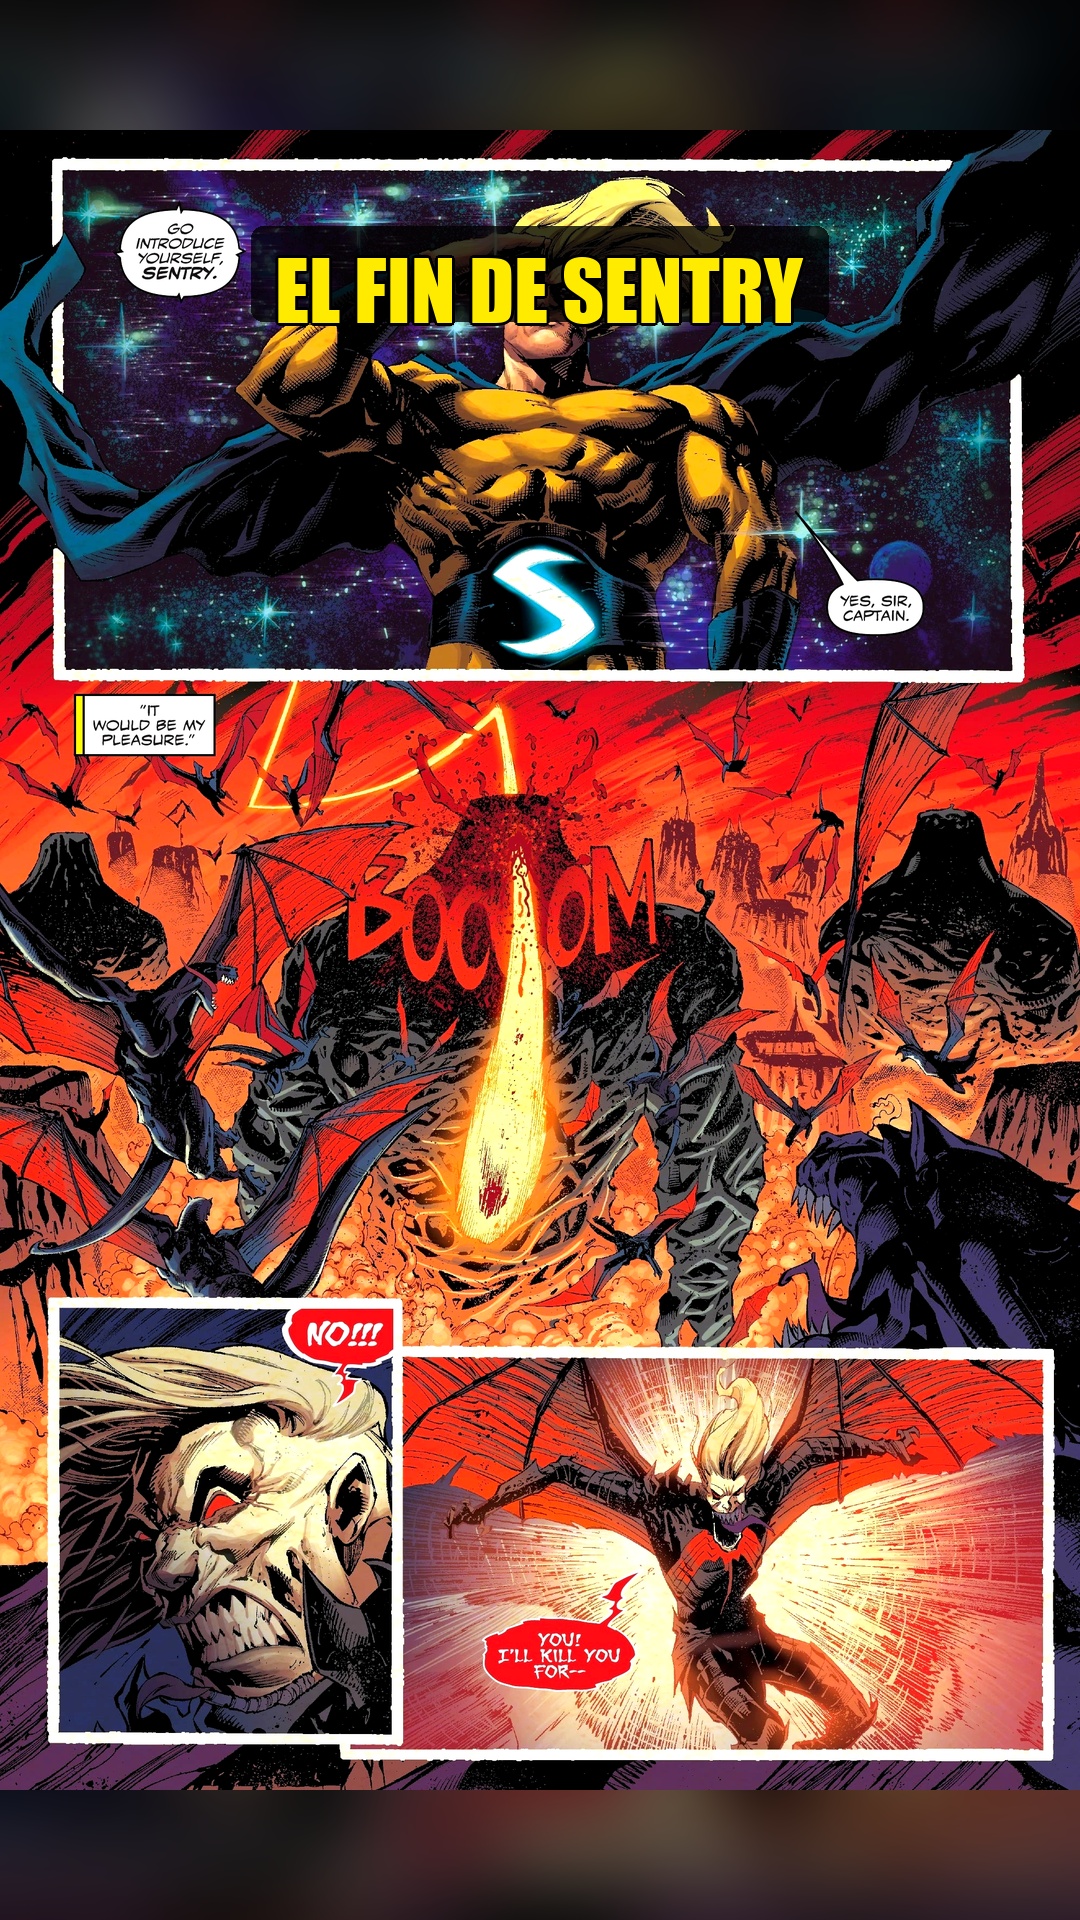 GO
INTRODUCE
YOURSELF,
SENTRY.
EL FIN DE SENTRY
S
YES, SIR,
CAPTAIN.
"IT
WOULD BE MY
PLEASURE."
BOOOOM
NO!!!
YOU!
I'LL KILL YOU
FOR--